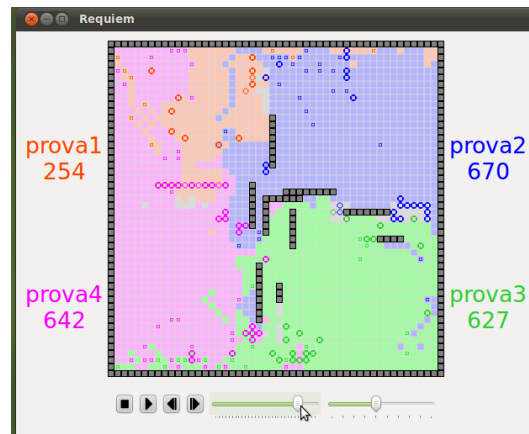 Requiem
prova1
254
prova2
670
prova4
642
prova3
627